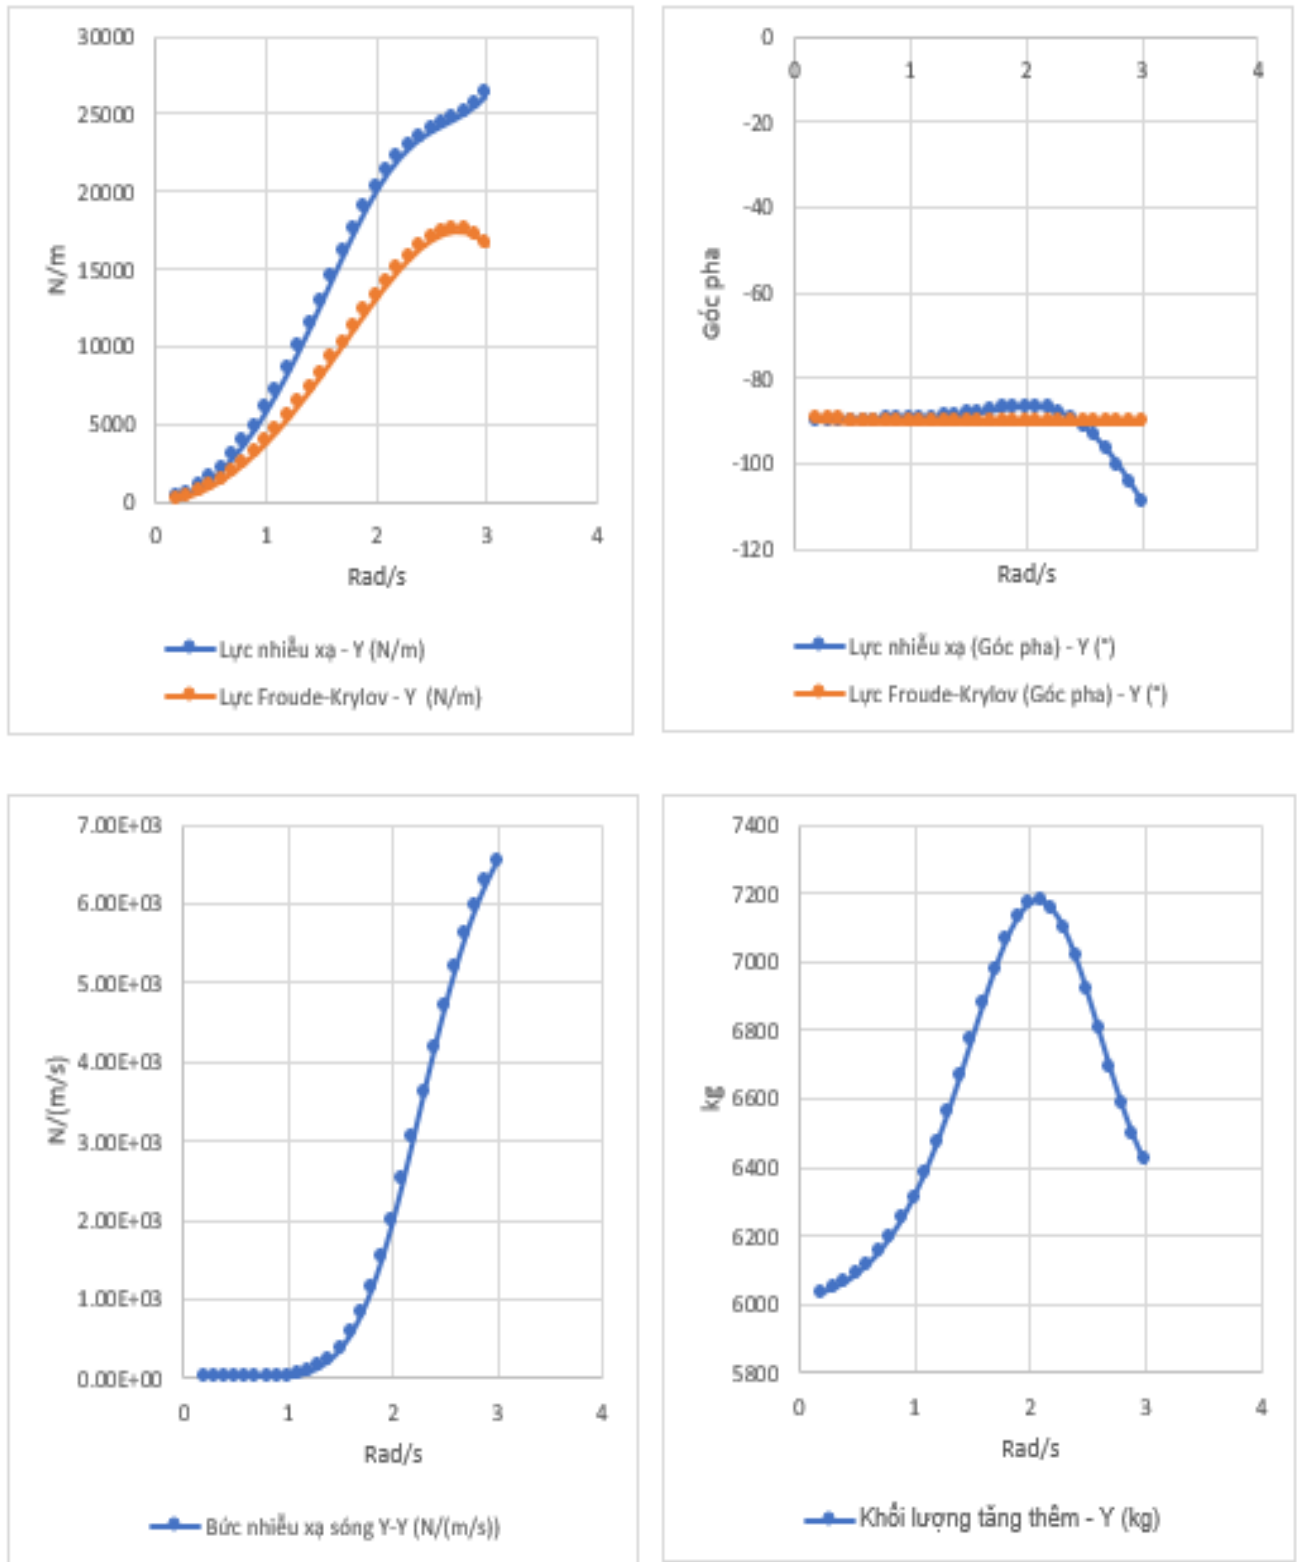 30000
25000
20000
15000
10000
5000
0
N/m
0 1 2 3 4
Rad/s
Lực nhiễu xạ - Y (N/m)
Lực Froude-Krylov - Y (N/m)
0
-20
-40
-60
-80
-100
-120
Góc pha
0 1 2 3 4
Rad/s
Lực nhiễu xạ (Góc pha) - Y (°)
Lực Froude-Krylov (Góc pha) - Y (°)
7.00E+03
6.00E+03
5.00E+03
4.00E+03
3.00E+03
2.00E+03
1.00E+03
0.00E+00
N/(m/s)
0 1 2 3 4
Rad/s
Bức nhiễu xạ sóng Y-Y (N/(m/s))
7400
7200
7000
6800
6600
6400
6200
6000
5800
kg
0 1 2 3 4
Rad/s
Khối lượng tăng thêm - Y (kg)